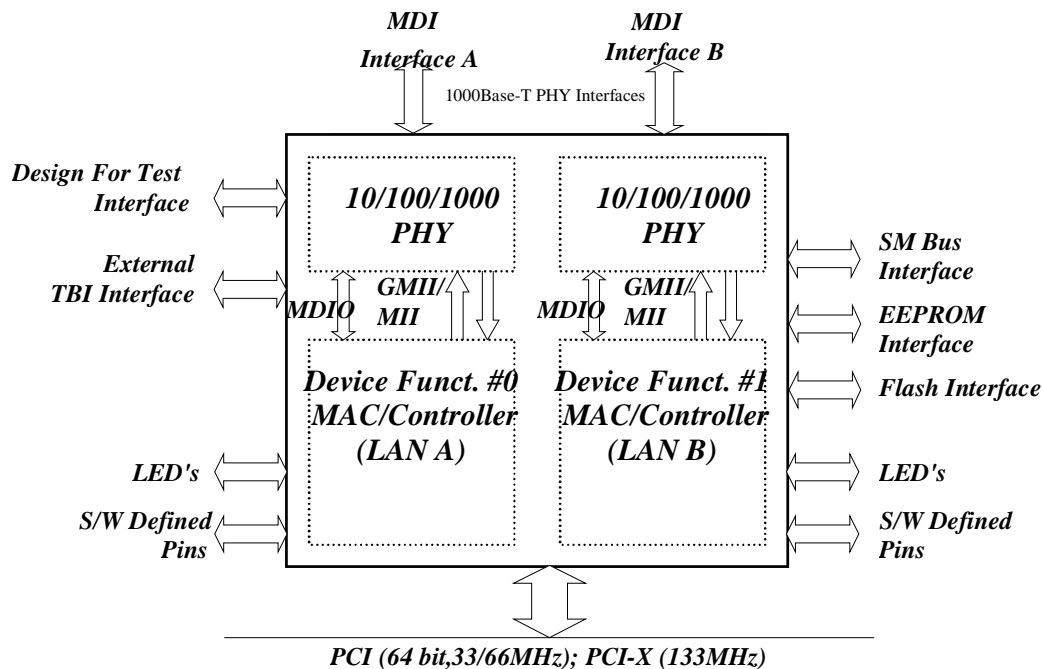 MDI
Interface A
MDI
Interface B
1000Base-T PHY Interfaces
Design For Test
Interface
External
TBI Interface
10/100/1000
PHY
10/100/1000
PHY
SM Bus
Interface
EEPROM
Interface
Flash Interface
MDIO
GMII/
MII
MDIO
GMII/
MII
Device Funct. #0
MAC/Controller
(LAN A)
Device Funct. #1
MAC/Controller
(LAN B)
LED's
S/W Defined
Pins
LED's
S/W Defined
Pins
PCI (64 bit,33/66MHz); PCI-X (133MHz)